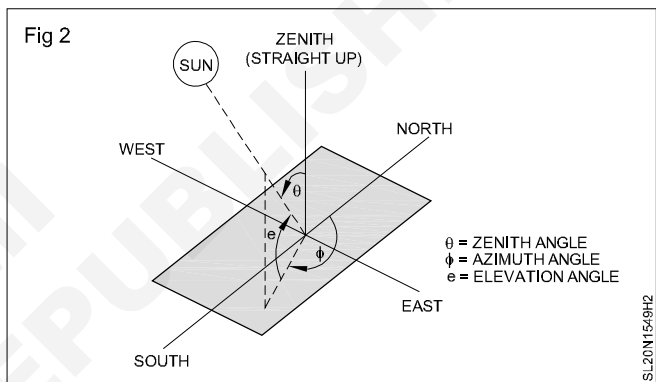 Fig 2
ZENITH
(STRAIGHT UP)
SUN
NORTH
WEST
θ
e
ϕ
θ = ZENITH ANGLE
ϕ = AZIMUTH ANGLE
e = ELEVATION ANGLE
EAST
SOUTH
SL20N1549H2